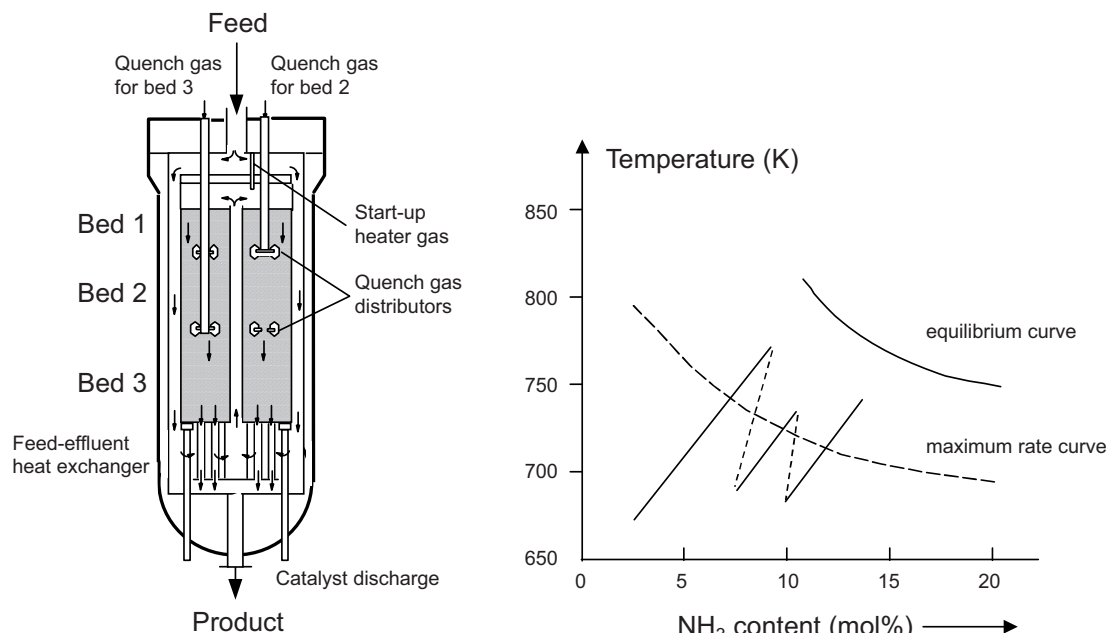 Feed
Quench gas
for bed 3
Quench gas
for bed 2
Bed 1
Bed 2
Bed 3
Start-up
heater gas
Quench gas
distributors
Feed-effluent
heat exchanger
Catalyst discharge
Product
Temperature (K)
850
800
750
700
650
equilibrium curve
maximum rate curve
0 5 10 15 20
NH3 content (mol%)